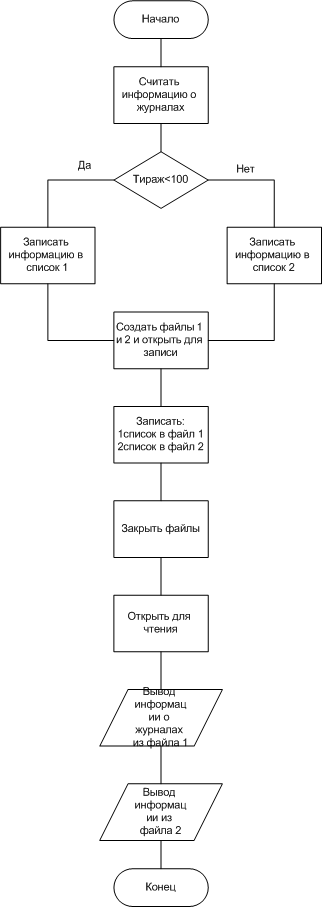 Начало
Считать
информацию о
журналах
Да
Тираж<100
Нет
Записать
информацию в
список 1
Записать
информацию в
список 2
Создать файлы 1
и 2 и открыть для
записи
Записать:
1список в файл 1
2список в файл 2
Закрыть файлы
Открыть для
чтения
Вывод
информац
ии о
журналах
из файла 1
Вывод
информац
ии из
файла 2
Конец